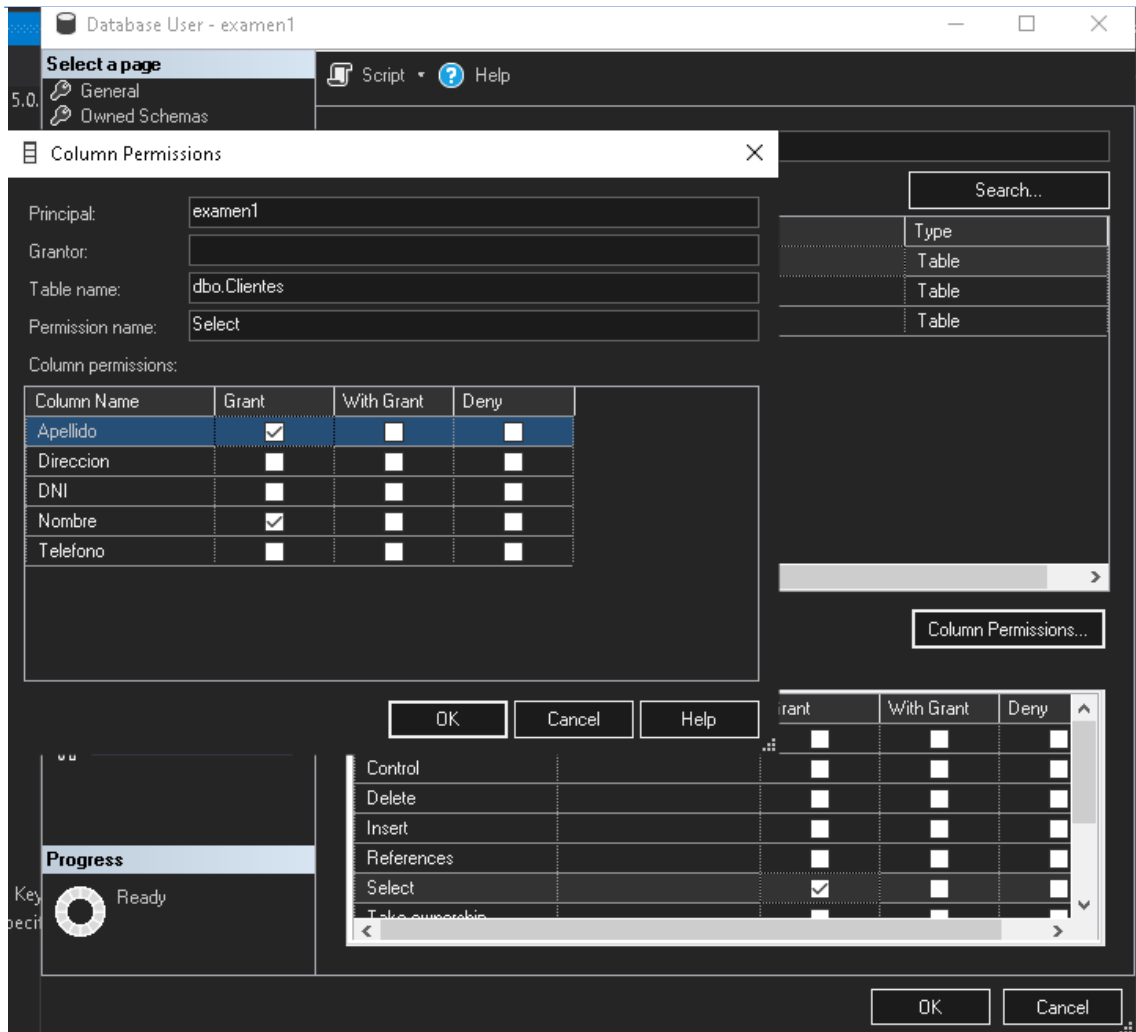 Database User - examen1
Select a page
General
Owned Schemas
Script
Help
5.0.
Column Permissions
Search...
Principal:
examen1
Grantor:
Table name:
dbo.Clientes
Permission name:
Select
Column permissions:
Type
Table
Table
Table
Column Name Grant With Grant Deny
Apellido
Direccion
DNI
Nombre
Telefono
Column Permissions...
OK Cancel Help
With Grant Deny
Control
Delete
Insert
References
Select
Take ownership
Progress
Ready
Key
OK Cancel